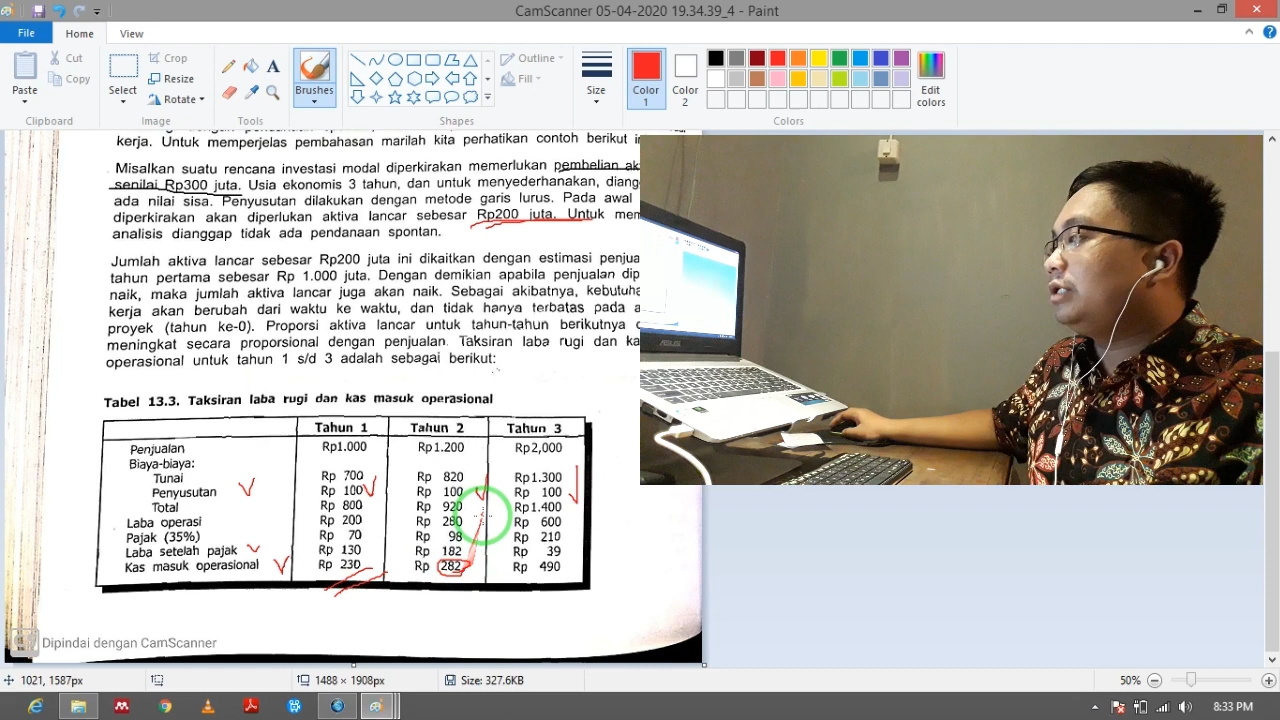 CamScanner 05-04-2020 19.34.39_4 - Paint
File Home View
Paste
Cut
Copy
Clipboard
Select
Crop
Resize
Rotate
Image
Tools
Brushes
Outline
Fill
Shapes
Size
Color 1
Color 2
Edit colors
Colors
kerja. Untuk memperjelas pembahasan marilah kita perhatikan contoh berikut
Misalkan suatu rencana investasi modal diperkirakan memerlukan pembelian
senilai Rp300 juta. Usia ekonomis 3 tahun, dan untuk menyederhanakan,
ada nilai sisa. Penyusutan dilakukan dengan metode garis lurus. Pada awal
diperkirakan akan diperlukan aktiva lancar sebesar Rp200 juta. Untuk
analisis dianggap tidak ada pendanaan spontan.
Jumlah aktiva lancar sebesar Rp200 juta ini dikaitkan dengan estimasi
tahun pertama sebesar Rp 1.000 juta. Dengan demikian apabila penjualan
naik, maka jumlah aktiva lancar juga akan naik. Sebagai akibatnya,
kerja akan berubah dari waktu ke waktu, dan tidak hanya terbatas pada
proyek (tahun ke-0). Proporsi aktiva lancar untuk tahun-tahun berikutnya
meningkat secara proporsional dengan penjualan. Taksiran laba rugi dan
operasional untuk tahun 1 s/d 3 adalah sebagai berikut:
Tabel 13.3. Taksiran laba rugi dan kas masuk operasional
Tahun 1 Tahun 2 Tahun 3
Penjualan Rp1.000 Rp1.200 Rp2,000
Biaya-biaya:
Tunai Rp 700 Rp 820 Rp1.300
Penyusutan Rp 100 Rp 100 Rp 100
Total Rp 800 Rp 920 Rp1.400
Laba operasi Rp 200 Rp 280 Rp 600
Pajak (35%) Rp 70 Rp 98 Rp 210
Laba setelah pajak Rp 130 Rp 182 Rp 39
Kas masuk operasional Rp 230 Rp 282 Rp 490
Dipindai dengan CamScanner
ASUS
1021, 1587px
1488 × 1908px
Size: 327.6KB
50%
8:33 PM